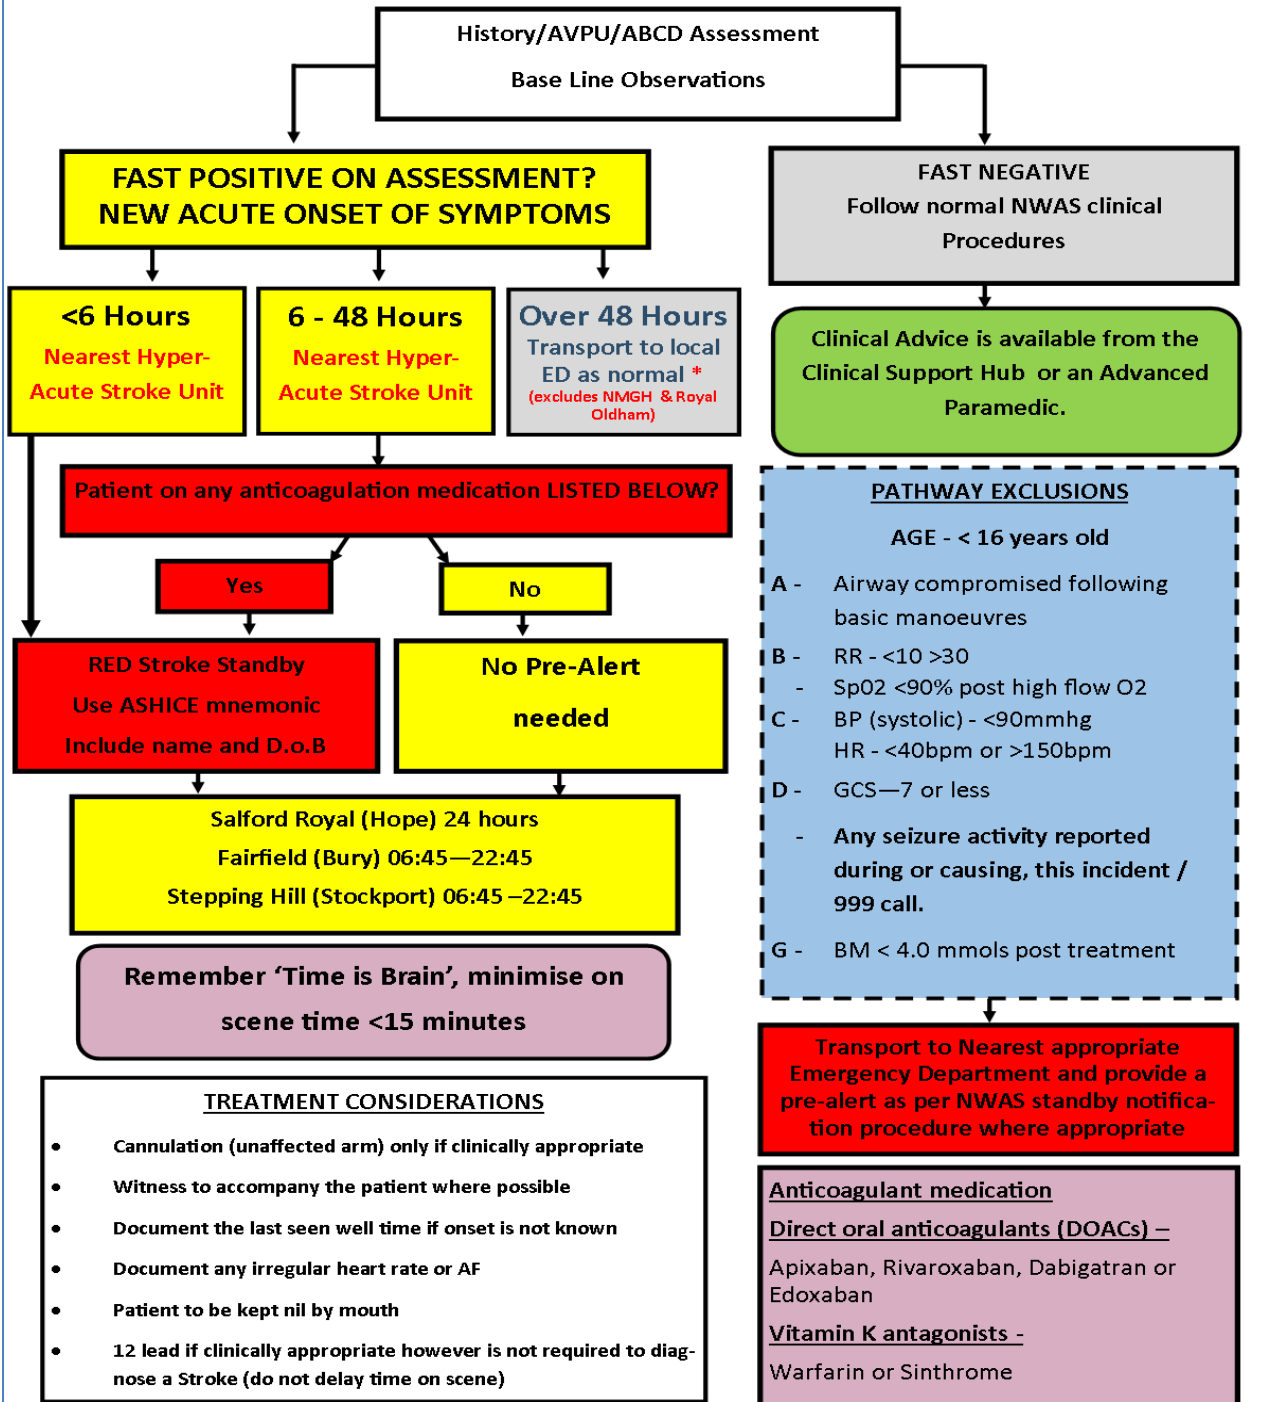 History/AVPU/ABCD Assessment
Base Line Observations
FAST POSITIVE ON ASSESSMENT?
NEW ACUTE ONSET OF SYMPTOMS
<6 Hours
Nearest Hyper-
Acute Stroke Unit
6 - 48 Hours
Nearest Hyper-
Acute Stroke Unit
Over 48 Hours
Transport to local
ED as normal *
(excludes NMGH & Royal
Oldham)
Patient on any anticoagulation medication LISTED BELOW?
Yes
No
RED Stroke Standby
Use ASHICE mnemonic
Include name and D.o.B
No Pre-Alert
needed
Salford Royal (Hope) 24 hours
Fairfield (Bury) 06:45—22:45
Stepping Hill (Stockport) 06:45 –22:45
Remember ‘Time is Brain’, minimise on
scene time <15 minutes
TREATMENT CONSIDERATIONS
• Cannulation (unaffected arm) only if clinically appropriate
• Witness to accompany the patient where possible
• Document the last seen well time if onset is not known
• Document any irregular heart rate or AF
• Patient to be kept nil by mouth
• 12 lead if clinically appropriate however is not required to diag-
nose a Stroke (do not delay time on scene)
FAST NEGATIVE
Follow normal NWAS clinical
Procedures
Clinical Advice is available from the
Clinical Support Hub or an Advanced
Paramedic.
PATHWAY EXCLUSIONS
AGE - < 16 years old
A - Airway compromised following
basic manoeuvres
B - RR - <10 >30
- Sp02 <90% post high flow O2
C - BP (systolic) - <90mmhg
HR - <40bpm or >150bpm
D - GCS—7 or less
- Any seizure activity reported
during or causing, this incident /
999 call.
G - BM < 4.0 mmols post treatment
Transport to Nearest appropriate
Emergency Department and provide a
pre-alert as per NWAS standby notifica-
tion procedure where appropriate
Anticoagulant medication
Direct oral anticoagulants (DOACs) –
Apixaban, Rivaroxaban, Dabigatran or
Edoxaban
Vitamin K antagonists -
Warfarin or Sinthrome